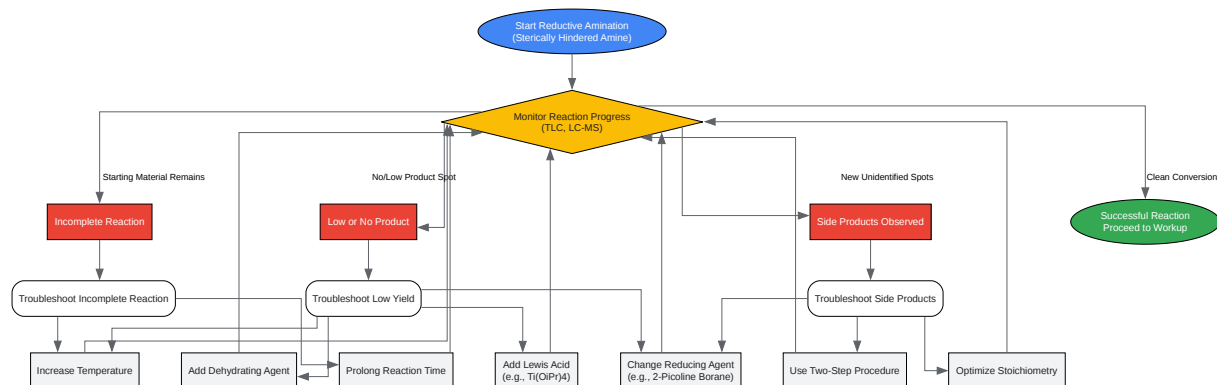 Start Reductive Amination
(Sterically Hindered Amine)
Monitor Reaction Progress
(TLC, LC-MS)
Starting Material Remains
No/Low Product Spot
New Unidentified Spots
Clean Conversion
Incomplete Reaction
Low or No Product
Side Products Observed
Successful Reaction
Proceed to Workup
Troubleshoot Incomplete Reaction
Troubleshoot Low Yield
Troubleshoot Side Products
Increase Temperature
Add Dehydrating Agent
Prolong Reaction Time
Add Lewis Acid
(e.g., Ti(OiPr)4)
Change Reducing Agent
(e.g., 2-Picoline Borane)
Use Two-Step Procedure
Optimize Stoichiometry